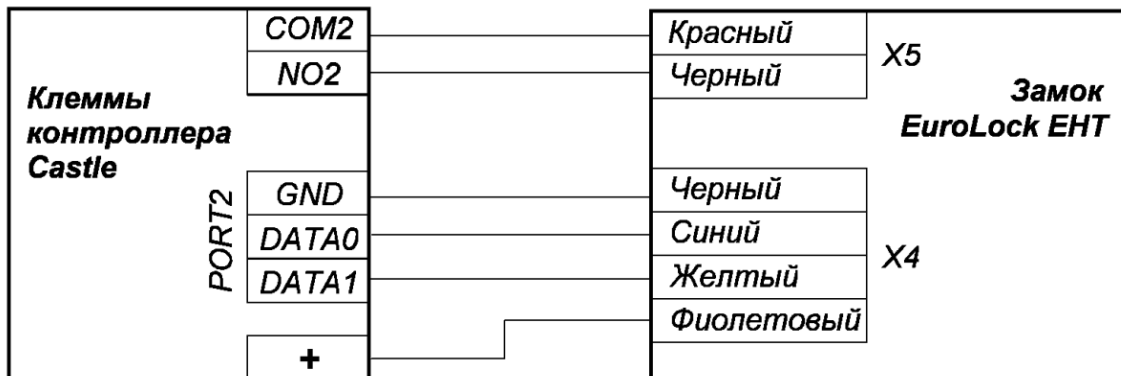 COM2
NO2
Клеммы
контроллера
Castle
PORT2
GND
DATA0
DATA1
+
Красный
Черный
X5
Замок
EuroLock EHT
Черный
Синий
Желтый
Фиолетовый
X4